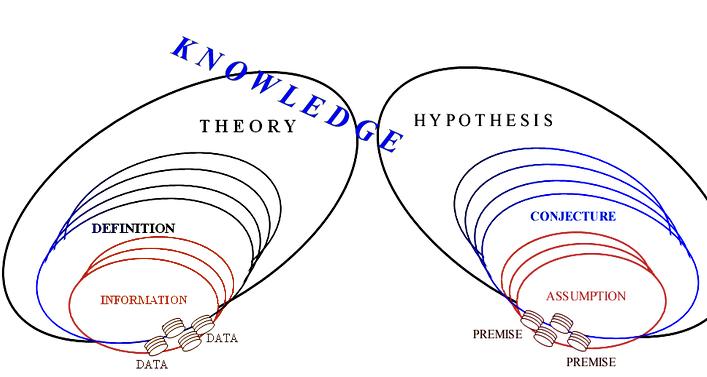 KNOWLEDGE
THEORY
HYPOTHESIS
DEFINITION
CONJECTURE
INFORMATION
ASSUMPTION
DATA
DATA
PREMISE
PREMISE